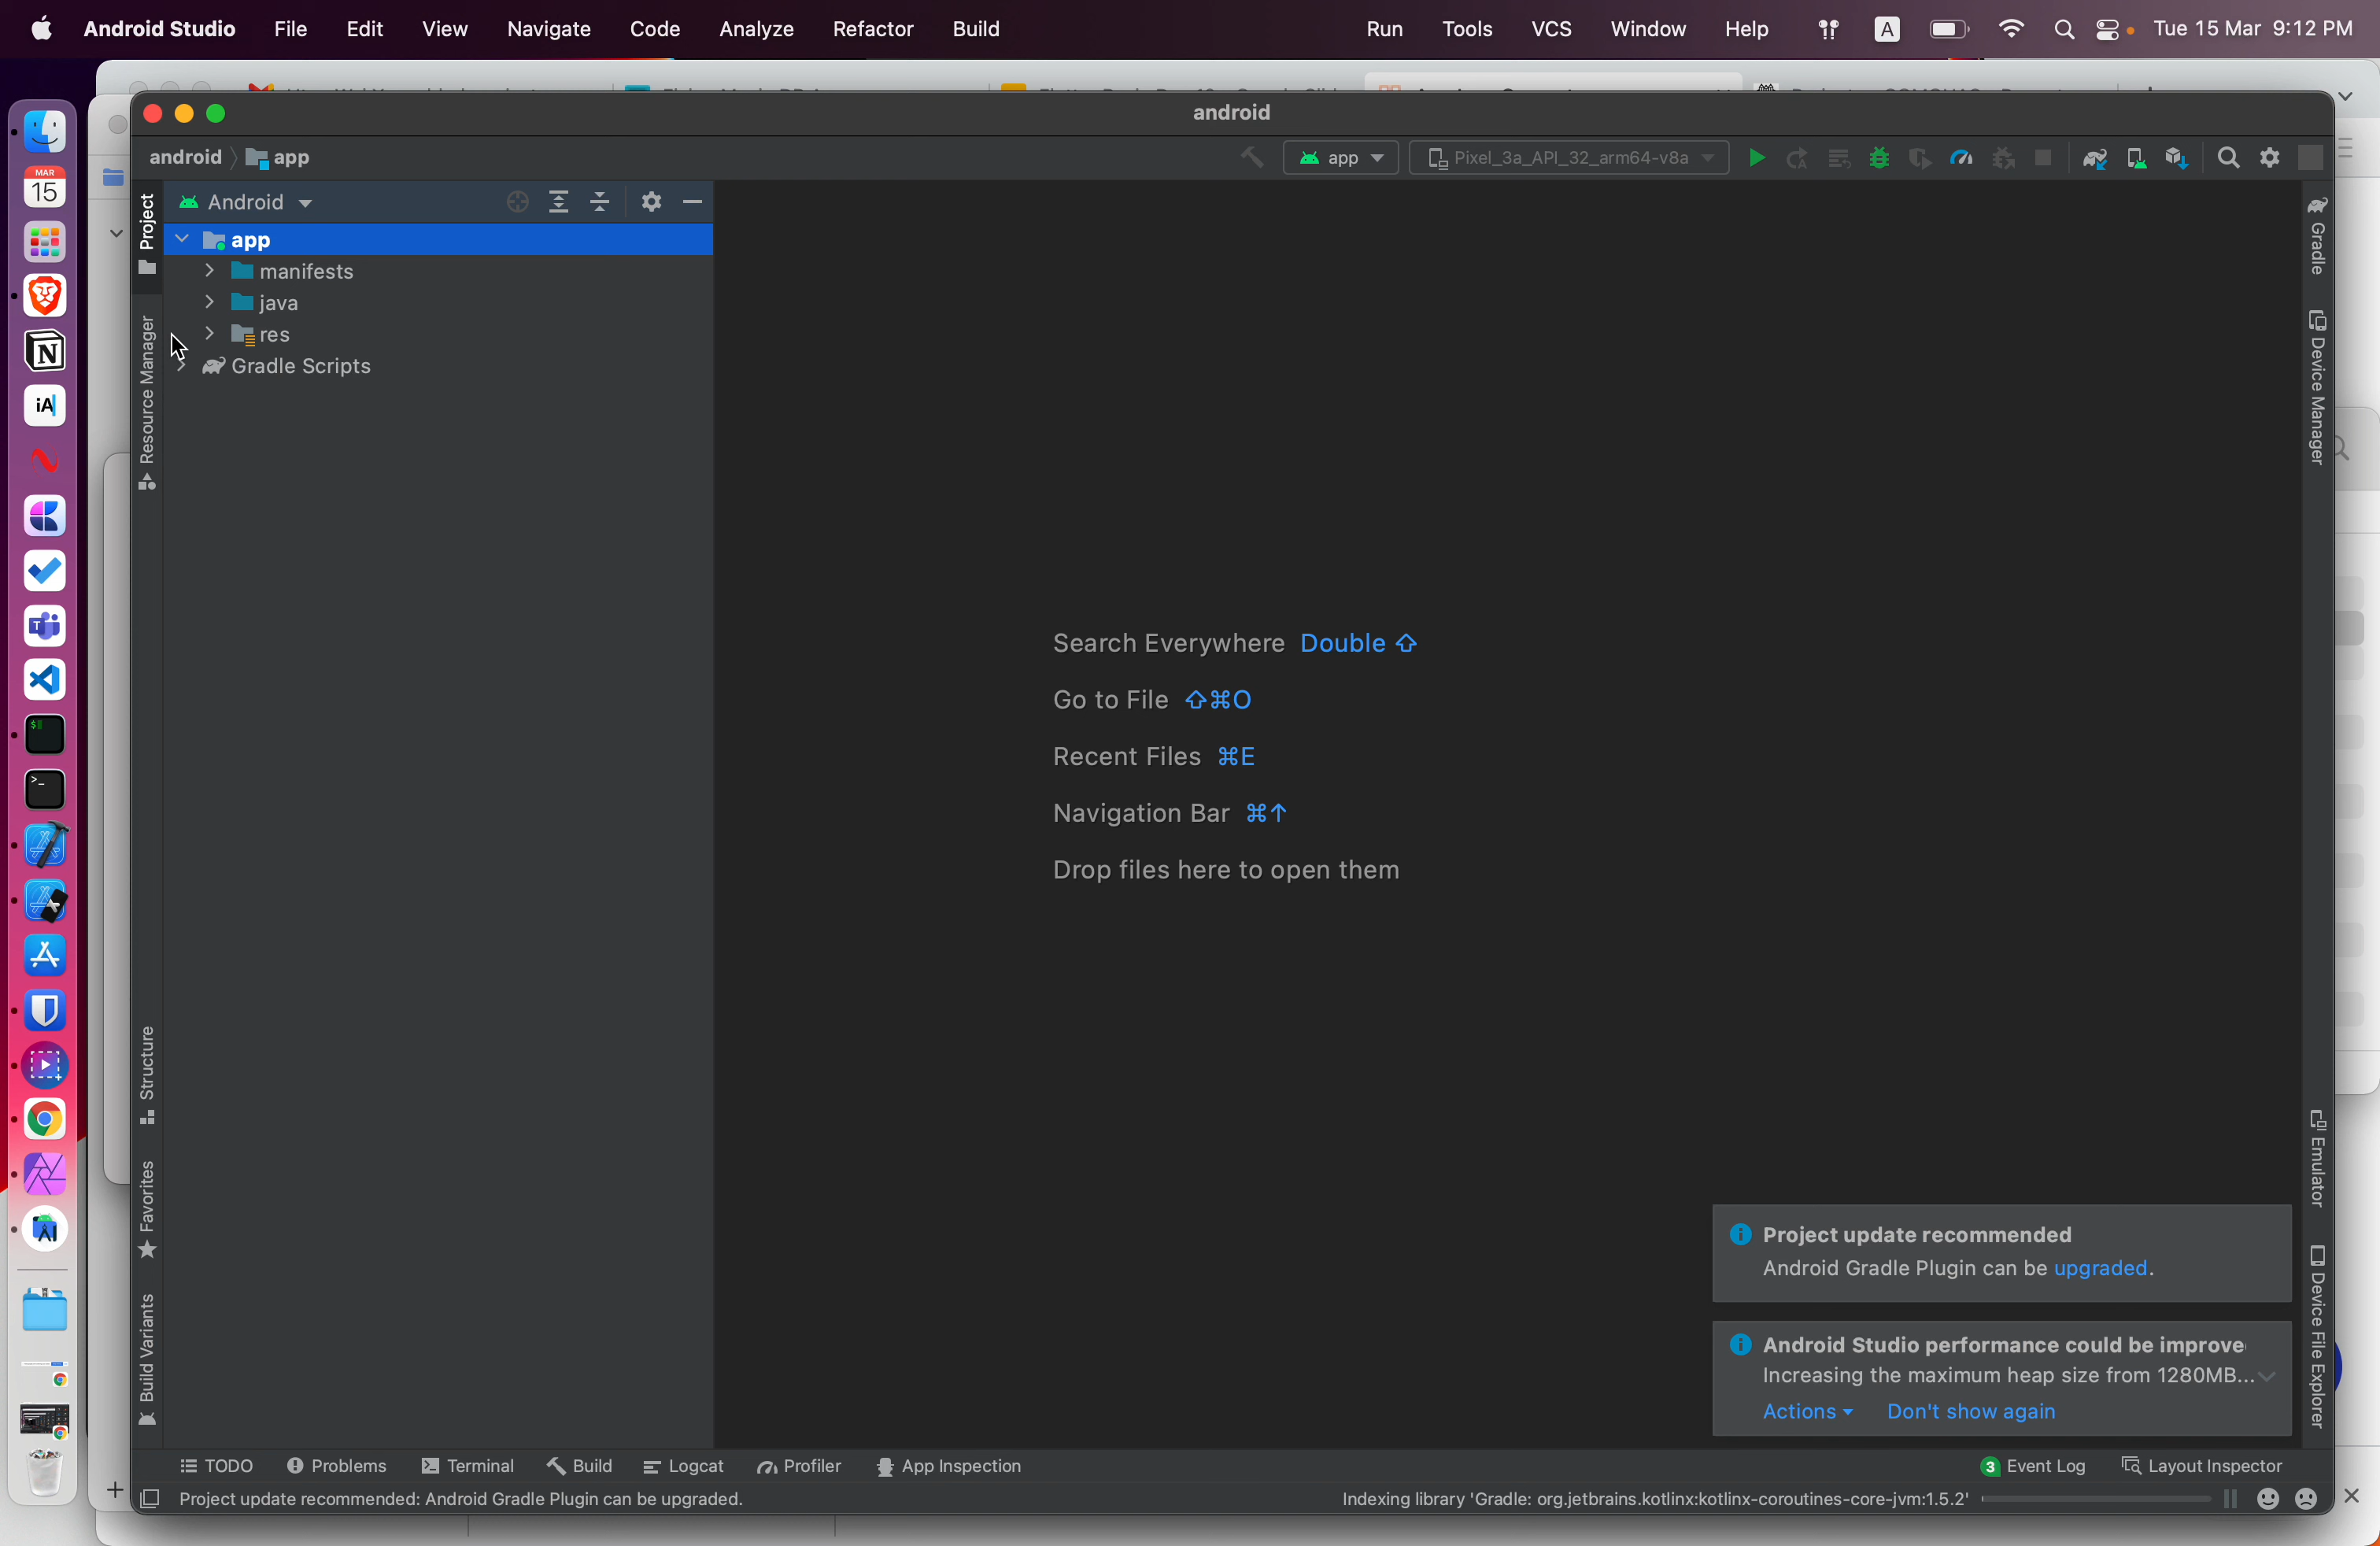 Android Studio File Edit View Navigate Code Analyze Refactor Build Run Tools VCS Window Help A Tue 15 Mar 9:12 PM
android
android app
app Pixel_3a_API_32_arm64-v8a
MAR
15
Project
Resource Manager
Structure
Favorites
Build Variants
Android
app
manifests
java
res
Gradle Scripts
iA
Search Everywhere Double ⇧
Go to File ⇧⌘O
Recent Files ⌘E
Navigation Bar ⌘↑
Drop files here to open them
Gradle
Device Manager
Emulator
Device File Explorer
Project update recommended
Android Gradle Plugin can be upgraded.
Android Studio performance could be improve
Increasing the maximum heap size from 1280MB...
Actions Don't show again
TODO Problems Terminal Build Logcat Profiler App Inspection 3 Event Log Layout Inspector
Project update recommended: Android Gradle Plugin can be upgraded. Indexing library 'Gradle: org.jetbrains.kotlinx:kotlinx-coroutines-core-jvm:1.5.2'